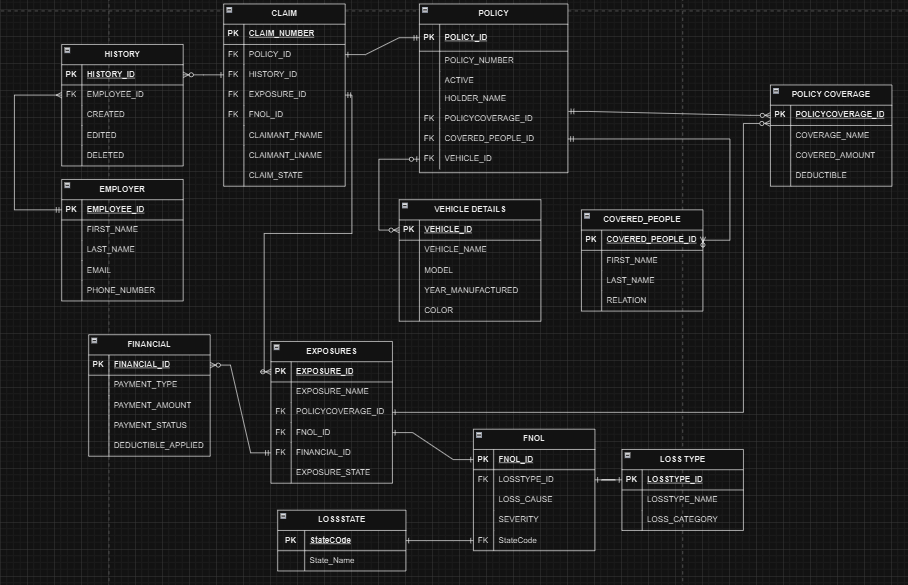 CLAIM
PK CLAIM_NUMBER
FK POLICY_ID
FK HISTORY_ID
FK EXPOSURE_ID
FK FNOL_ID
CLAIMANT_FNAME
CLAIMANT_LNAME
CLAIM_STATE
POLICY
PK POLICY_ID
POLICY_NUMBER
ACTIVE
HOLDER_NAME
FK POLICYCOVERAGE_ID
FK COVERED_PEOPLE_ID
FK VEHICLE_ID
HISTORY
PK HISTORY_ID
FK EMPLOYEE_ID
CREATED
EDITED
DELETED
POLICY COVERAGE
PK POLICYCOVERAGE_ID
COVERAGE_NAME
COVERED_AMOUNT
DEDUCTIBLE
EMPLOYER
PK EMPLOYEE_ID
FIRST_NAME
LAST_NAME
EMAIL
PHONE_NUMBER
VEHICLE DETAILS
PK VEHICLE_ID
VEHICLE_NAME
MODEL
YEAR_MANUFACTURED
COLOR
COVERED_PEOPLE
PK COVERED_PEOPLE_ID
FIRST_NAME
LAST_NAME
RELATION
FINANCIAL
PK FINANCIAL_ID
PAYMENT_TYPE
PAYMENT_AMOUNT
PAYMENT_STATUS
DEDUCTIBLE_APPLIED
EXPOSURES
PK EXPOSURE_ID
EXPOSURE_NAME
FK POLICYCOVERAGE_ID
FK FNOL_ID
FK FINANCIAL_ID
EXPOSURE_STATE
FNOL
PK FNOL_ID
FK LOSSTYPE_ID
LOSS_CAUSE
SEVERITY
FK StateCode
LOSS TYPE
PK LOSSTYPE_ID
LOSSTYPE_NAME
LOSS_CATEGORY
LOSSSTATE
PK StateCOde
State_Name